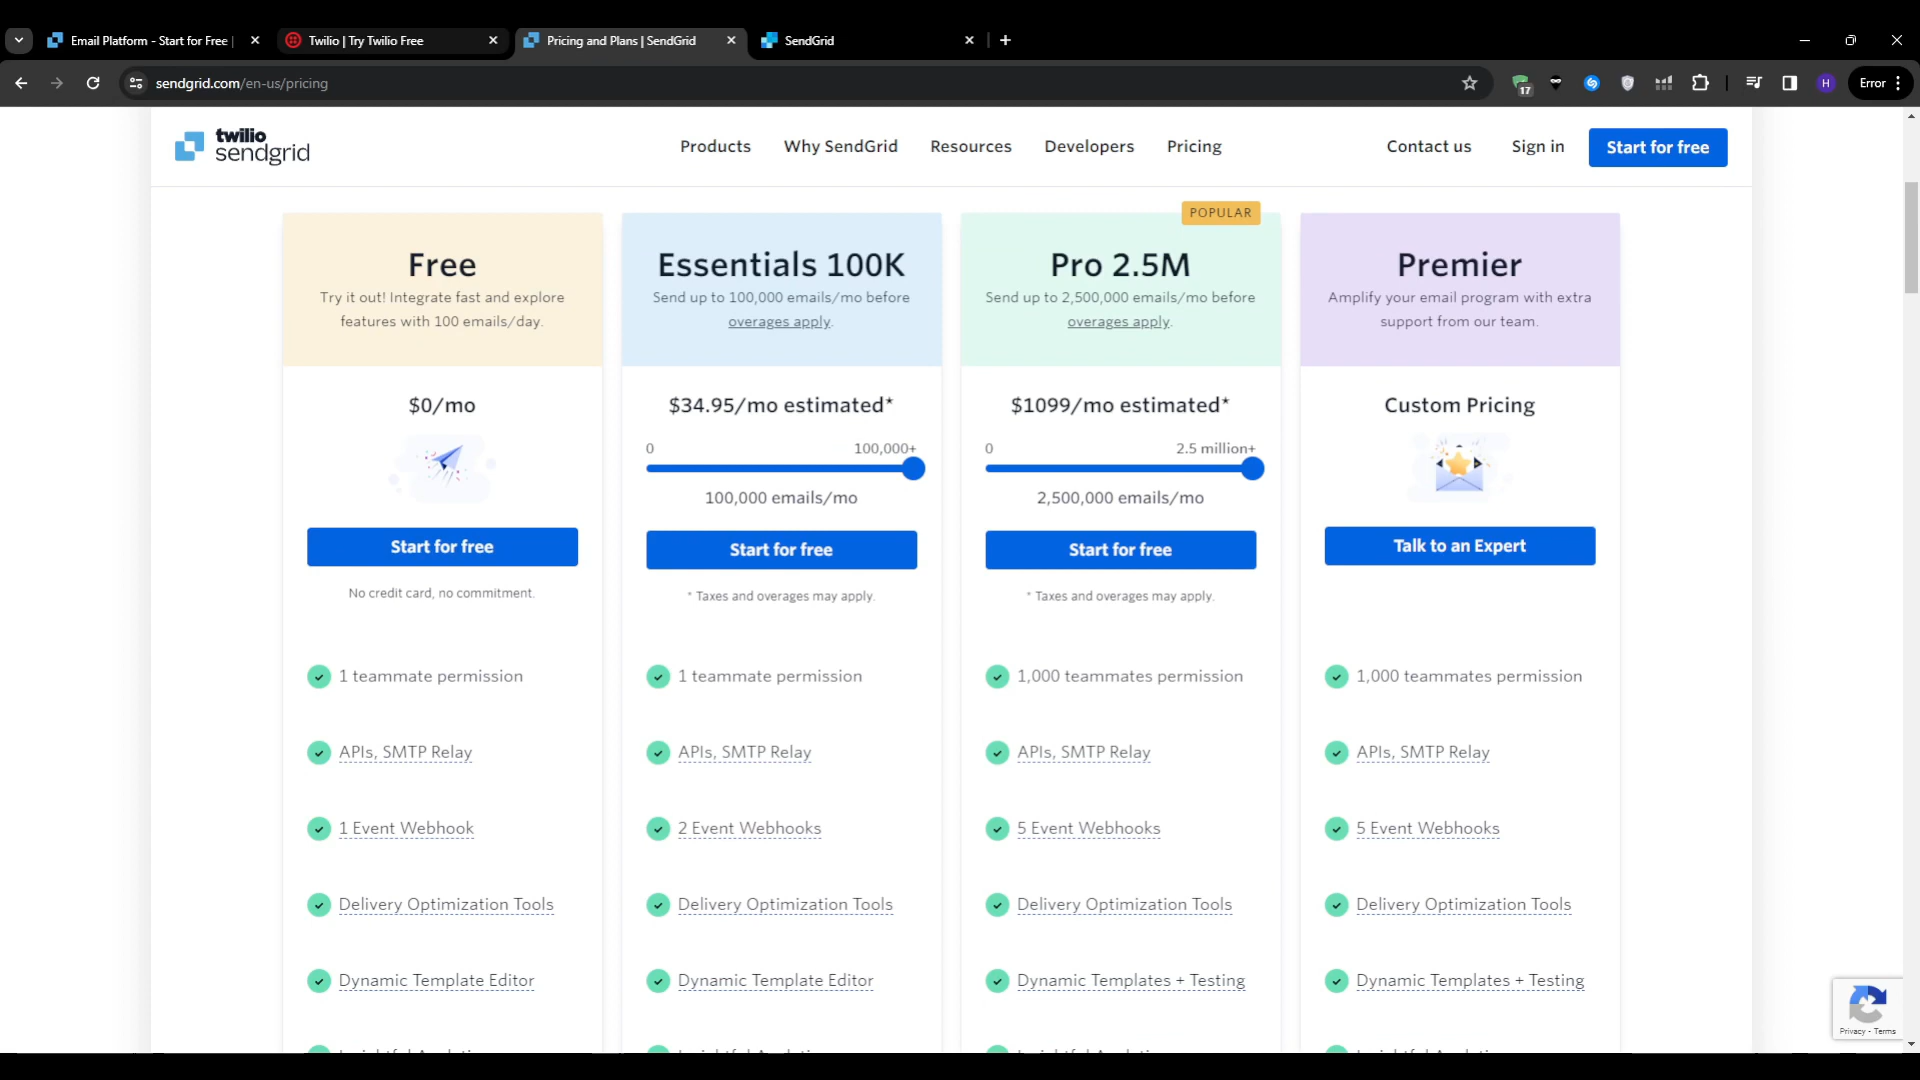 Email Platform - Start for Free |
Twilio | Try Twilio Free
Pricing and Plans | SendGrid
SendGrid
sendgrid.com/en-us/pricing
17
H
Error
twilio
sendgrid
Products
Why SendGrid
Resources
Developers
Pricing
Contact us
Sign in
Start for free
Free
Try it out! Integrate fast and explore
features with 100 emails/day.
$0/mo
Start for free
No credit card, no commitment.
1 teammate permission
APIs, SMTP Relay
1 Event Webhook
Delivery Optimization Tools
Dynamic Template Editor
Essentials 100K
Send up to 100,000 emails/mo before
overages apply.
$34.95/mo estimated*
0 100,000+
100,000 emails/mo
Start for free
* Taxes and overages may apply.
1 teammate permission
APIs, SMTP Relay
2 Event Webhooks
Delivery Optimization Tools
Dynamic Template Editor
POPULAR
Pro 2.5M
Send up to 2,500,000 emails/mo before
overages apply.
$1099/mo estimated*
0 2.5 million+
2,500,000 emails/mo
Start for free
* Taxes and overages may apply.
1,000 teammates permission
APIs, SMTP Relay
5 Event Webhooks
Delivery Optimization Tools
Dynamic Templates + Testing
Premier
Amplify your email program with extra
support from our team.
Custom Pricing
Talk to an Expert
1,000 teammates permission
APIs, SMTP Relay
5 Event Webhooks
Delivery Optimization Tools
Dynamic Templates + Testing
Privacy - Terms